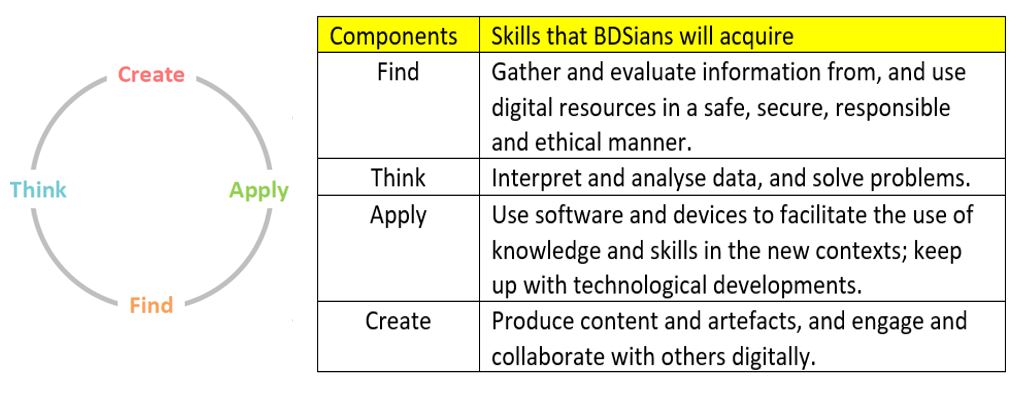 Create
Think
Apply
Find
Components
Skills that BDSians will acquire
Find
Gather and evaluate information from, and use
digital resources in a safe, secure, responsible
and ethical manner.
Think
Interpret and analyse data, and solve problems.
Apply
Use software and devices to facilitate the use of
knowledge and skills in the new contexts; keep
up with technological developments.
Create
Produce content and artefacts, and engage and
collaborate with others digitally.